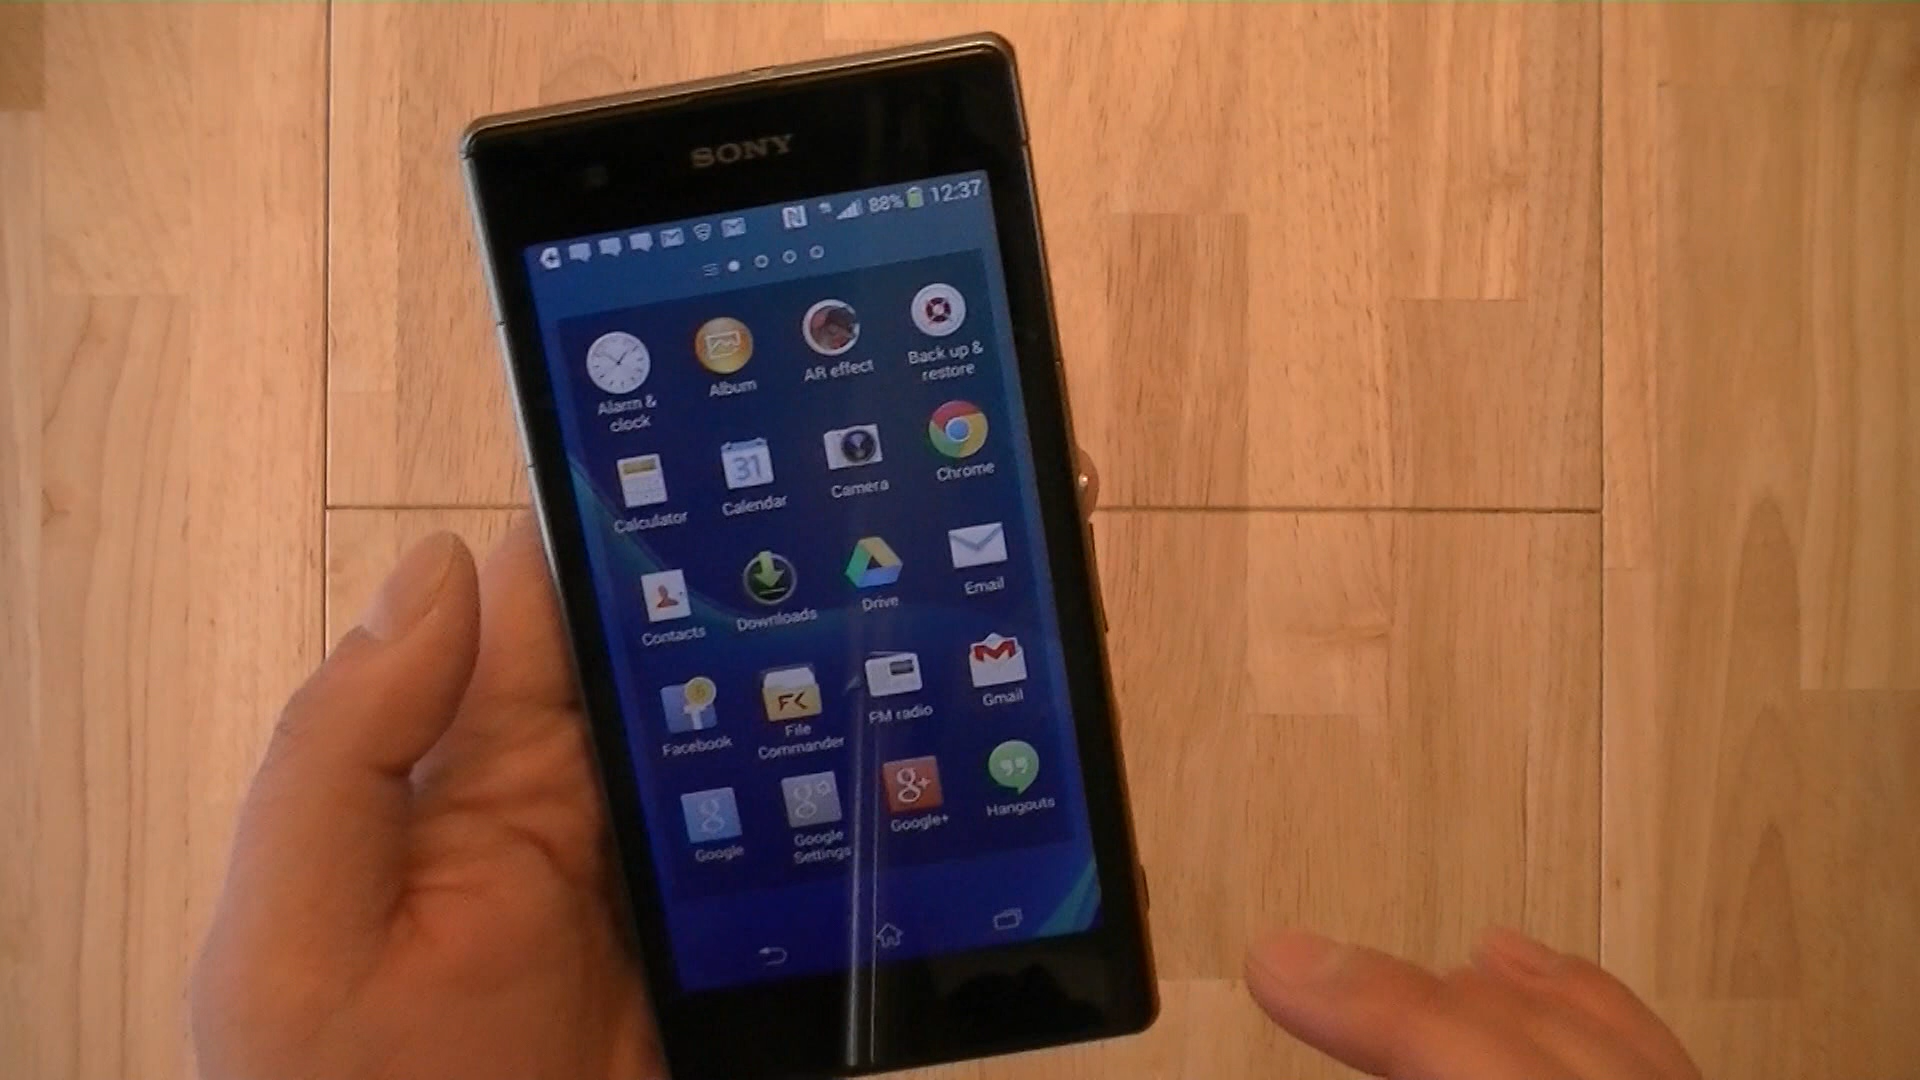 SONY
88% 12:37
Alarm &
clock
Album
AR effect
Back up &
restore
Calculator
31
Calendar
Camera
Chrome
Contacts
Downloads
Drive
Email
Facebook
FK
File
Commander
FM radio
Gmail
g
Google
g
Google
Settings
g+
Google+
Hangouts